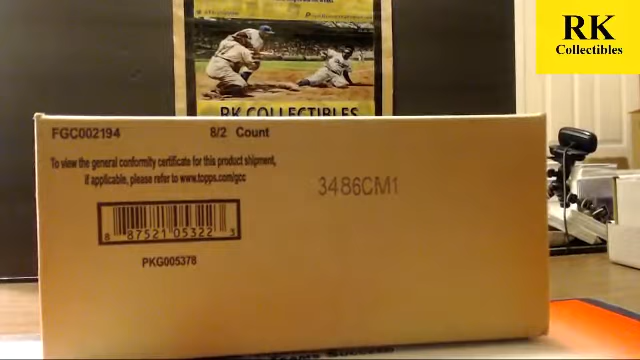 RK
Collectibles
RK COLLECTIBLES
FGC002194 8/2 Count
To view the general conformity certificate for this product shipment,
if applicable, please refer to www.topps.com/gcc
3486CM1
8 87521 05322 3
PKG005378